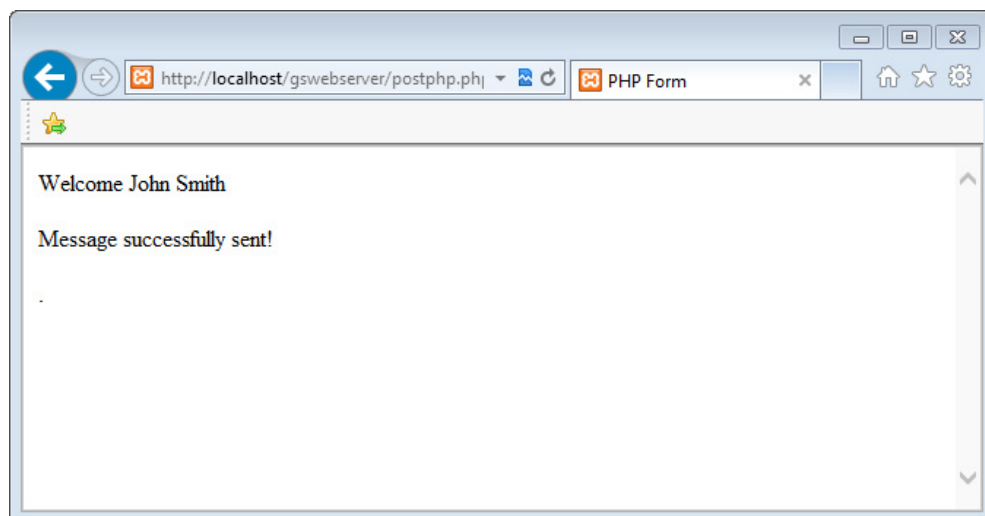 http://localhost/gswebserver/postphp.ph
PHP Form
Welcome John Smith
Message successfully sent!
.